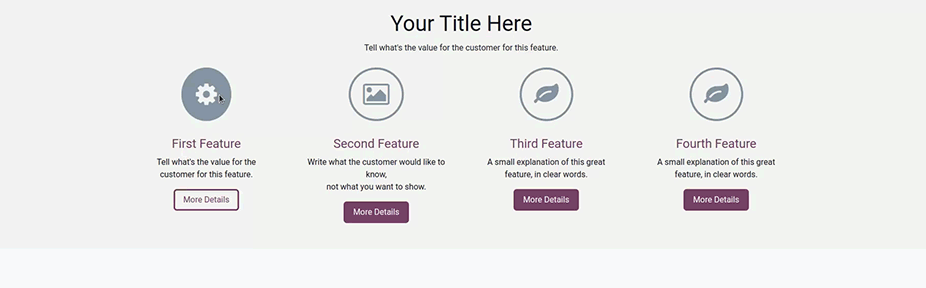 Your Title Here
Tell what's the value for the customer for this feature.
First Feature
Tell what's the value for the
customer for this feature.
More Details
Second Feature
Write what the customer would like to
know,
not what you want to show.
More Details
Third Feature
A small explanation of this great
feature, in clear words.
More Details
Fourth Feature
A small explanation of this great
feature, in clear words.
More Details